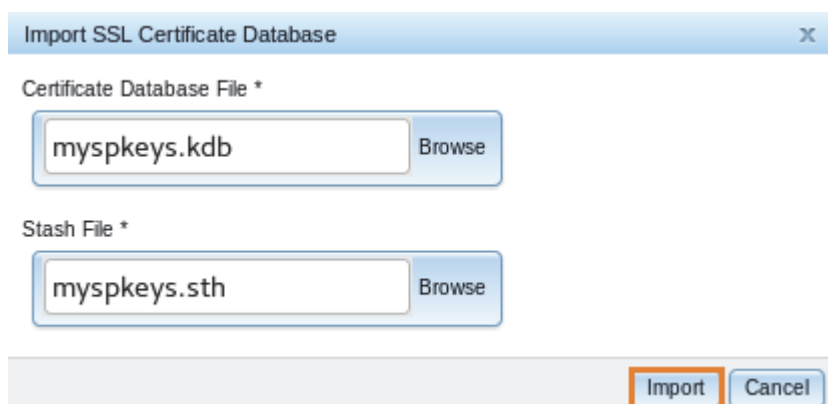 Import SSL Certificate Database x
Certificate Database File *
myspkeys.kdb Browse
Stash File *
myspkeys.sth Browse
Import Cancel